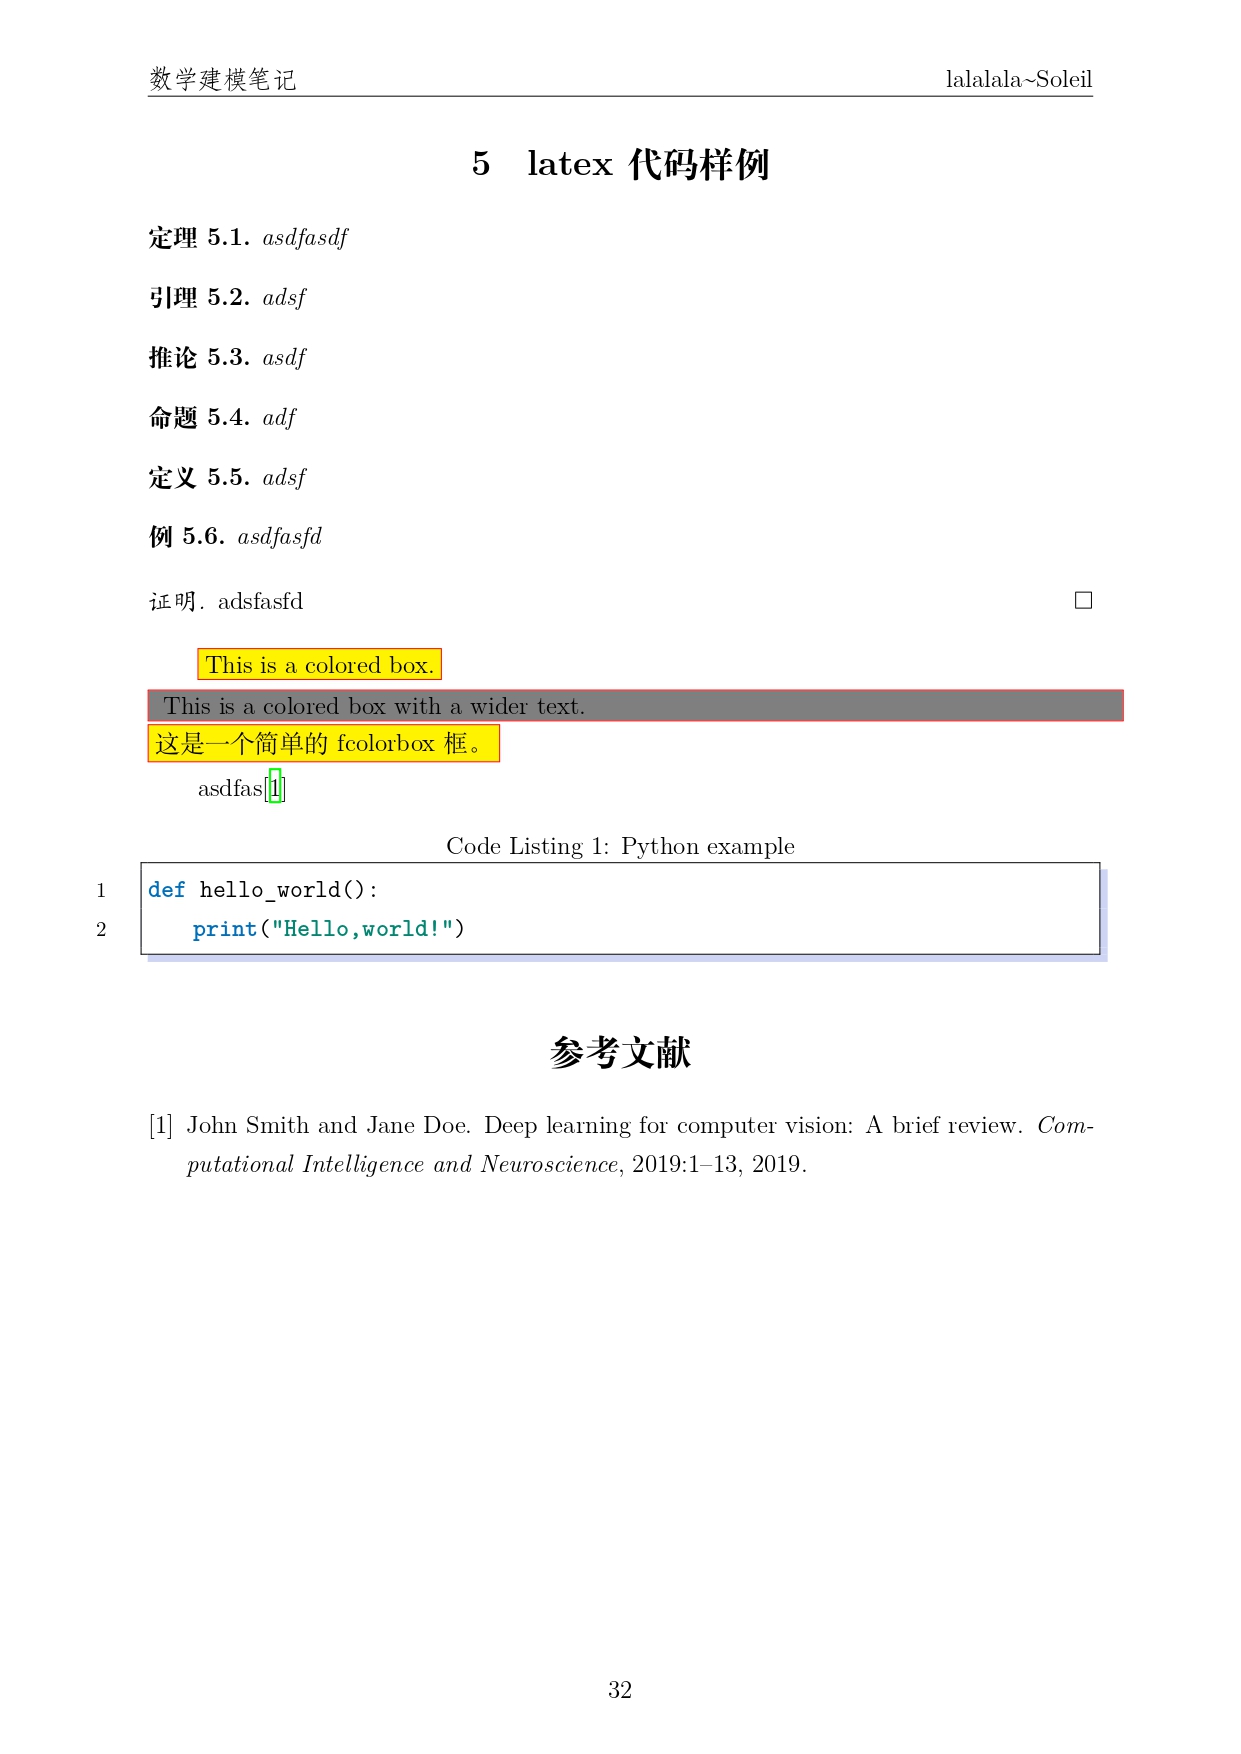 数学建模笔记 lalalala~Soleil
5 latex 代码样例
定理 5.1. asdfasdf
引理 5.2. adsf
推论 5.3. asdf
命题 5.4. adf
定义 5.5. adsf
例 5.6. asdfasfd
证明. adsfasfd □
This is a colored box.
This is a colored box with a wider text.
这是一个简单的 fcolorbox 框。
asdfas[1]
Code Listing 1: Python example
1 def hello_world():
2 print("Hello,world!")
参考文献
[1] John Smith and Jane Doe. Deep learning for computer vision: A brief review. Com-
putational Intelligence and Neuroscience, 2019:1–13, 2019.
32